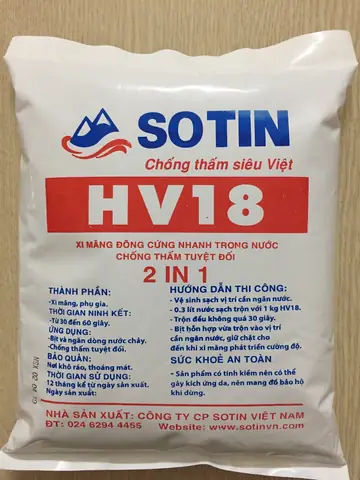 SOTIN
Chống thấm siêu Việt
HV18
XI MĂNG ĐÔNG CỨNG NHANH TRONG NƯỚC
CHỐNG THẤM TUYỆT ĐỐI
2 IN 1
THÀNH PHẦN:
- Xi măng, phụ gia.
THỜI GIAN NINH KẾT:
- Từ 30 đến 60 giây.
ỨNG DỤNG:
- Bịt và ngăn dòng nước chảy.
- Chống thấm tuyệt đối.
BẢO QUẢN:
Nơi khô ráo, thoáng mát.
THỜI GIAN SỬ DỤNG:
12 tháng kể từ ngày sản xuất.
Ngày sản xuất:
HƯỚNG DẪN THI CÔNG:
- Vệ sinh sạch vị trí cần ngăn nước.
- 0.3 lít nước sạch trộn với 1 kg HV18.
- Trộn đều không quá 30 giây.
- Bịt hỗn hợp vừa trộn vào vị trí
cần ngăn nước, giữ chặt cho
đến khi xi măng phát triển cường độ.
SỨC KHOẺ AN TOÀN
- Sản phẩm có tính kiềm nên có thể
gây kích ứng da, nên mang đồ bảo hộ
khi dùng.
NHÀ SẢN XUẤT: CÔNG TY CP SOTIN VIỆT NAM
ĐT: 024 6294 4455 Website: www.sotinvn.com